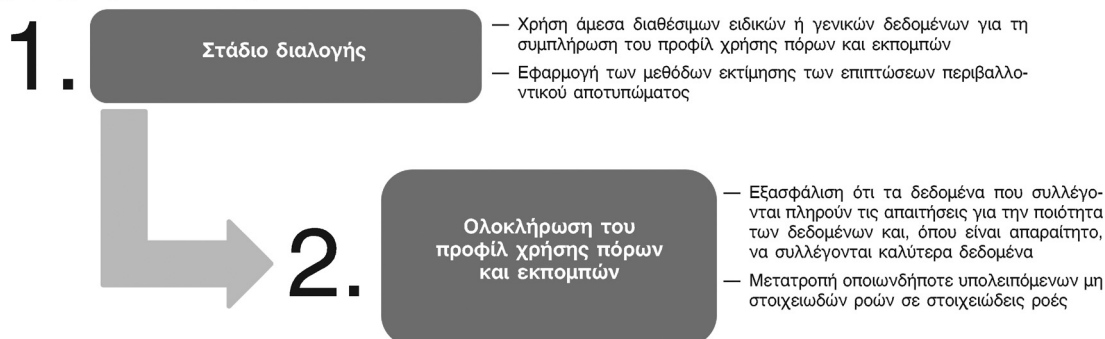 1.
Στάδιο διαλογής
— Χρήση άμεσα διαθέσιμων ειδικών ή γενικών δεδομένων για τη
συμπλήρωση του προφίλ χρήσης πόρων και εκπομπών
— Εφαρμογή των μεθόδων εκτίμησης των επιπτώσεων περιβαλλο-
ντικού αποτυπώματος
2.
Ολοκλήρωση του
προφίλ χρήσης πόρων
και εκπομπών
— Εξασφάλιση ότι τα δεδομένα που συλλέγο-
νται πληρούν τις απαιτήσεις για την ποιότητα
των δεδομένων και, όπου είναι απαραίτητο,
να συλλέγονται καλύτερα δεδομένα
— Μετατροπή οποιωνδήποτε υπολειπόμενων μη
στοιχειωδών ροών σε στοιχειώδεις ροές